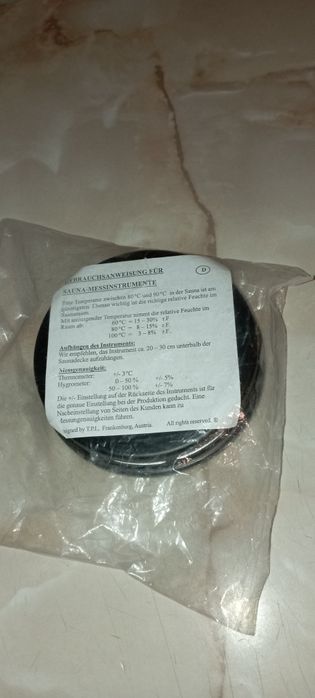 GEBRAUCHSANWEISUNG FÜR
D
SAUNA-MESSINSTRUMENTE
Eine Temperatur zwischen 80°C und 90°C in der Sauna ist am
günstigsten. Ebenso wichtig ist die richtige relative Feuchte im
Saunaraum.
Mit ansteigender Temperatur nimmt die relative Feuchte im
Raum ab:
60°C = 15 – 30% r.F.
80°C = 8 – 15% r.F.
100°C = 3 – 8% r.F.
Aufhängen des Instruments:
Wir empfehlen, das Instrument ca. 20 – 30 cm unterhalb der
Saunadecke aufzuhängen.
Messgenauigkeit:
Thermometer: +/- 3°C
Hygrometer: 0 – 50 % +/- 5%
50 – 100 % +/- 7%
Die +/- Einstellung auf der Rückseite des Instruments ist für
die genaue Einstellung bei der Produktion gedacht. Eine
Nacheinstellung von Seiten des Kunden kann zu
Messungenauigkeiten führen.
signed by T.P.I., Frankenburg, Austria. All rights reserved. ®